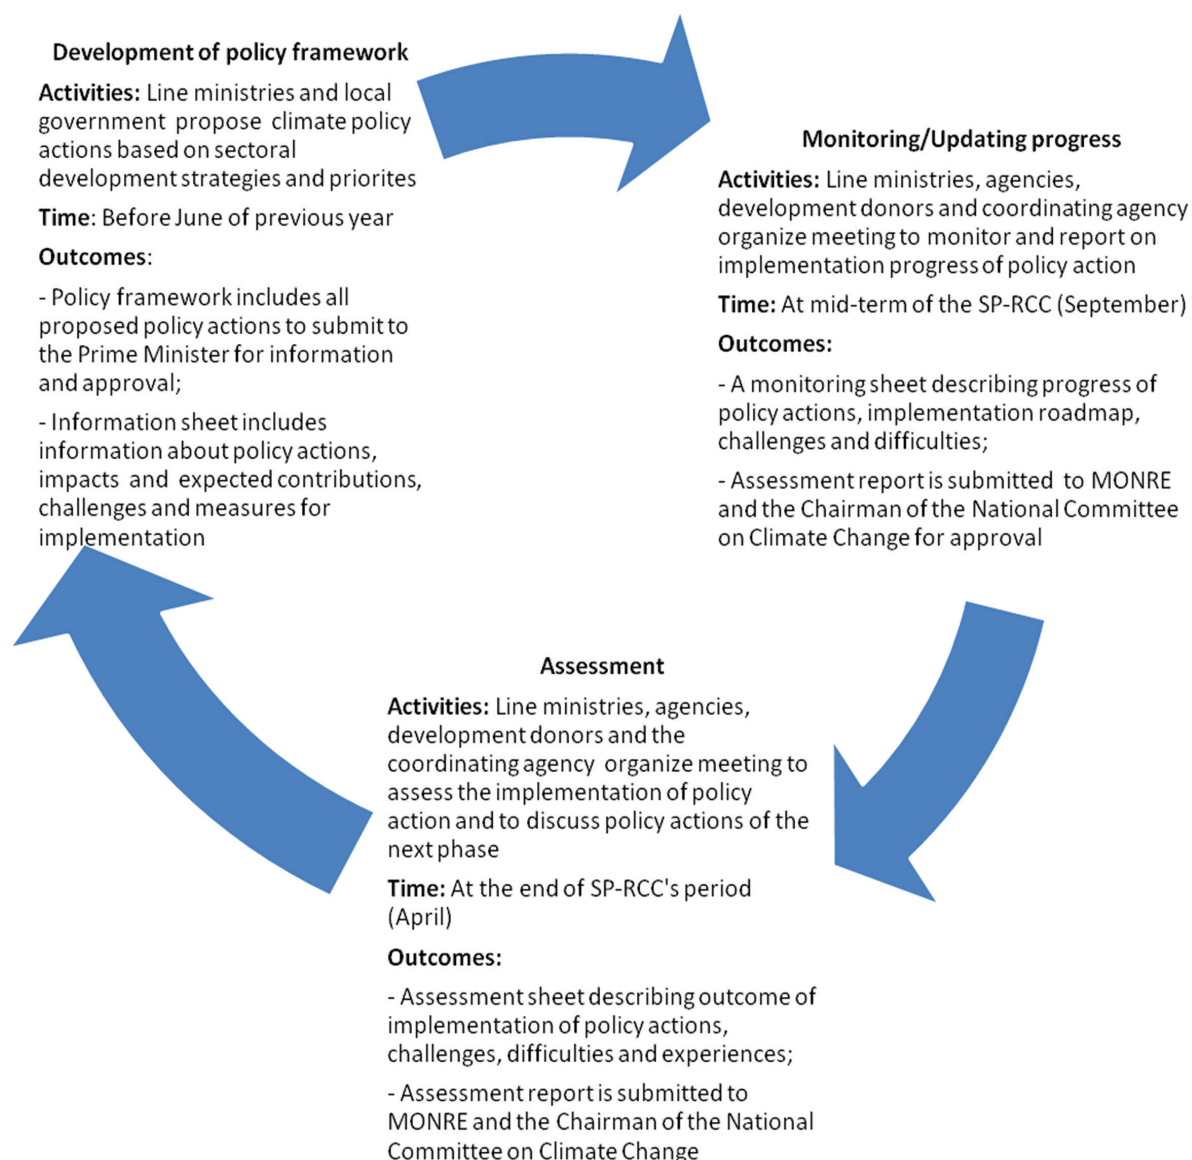 Development of policy framework
Activities: Line ministries and local
government propose climate policy
actions based on sectoral
development strategies and priorites
Time: Before June of previous year
Outcomes:
- Policy framework includes all
proposed policy actions to submit to
the Prime Minister for information
and approval;
- Information sheet includes
information about policy actions,
impacts and expected contributions,
challenges and measures for
implementation
Monitoring/Updating progress
Activities: Line ministries, agencies,
development donors and coordinating agency
organize meeting to monitor and report on
implementation progress of policy action
Time: At mid-term of the SP-RCC (September)
Outcomes:
- A monitoring sheet describing progress of
policy actions, implementation roadmap,
challenges and difficulties;
- Assessment report is submitted to MONRE
and the Chairman of the National Committee
on Climate Change for approval
Assessment
Activities: Line ministries, agencies,
development donors and the
coordinating agency organize meeting to
assess the implementation of policy
action and to discuss policy actions of the
next phase
Time: At the end of SP-RCC's period
(April)
Outcomes:
- Assessment sheet describing outcome of
implementation of policy actions,
challenges, difficulties and experiences;
- Assessment report is submitted to
MONRE and the Chairman of the National
Committee on Climate Change